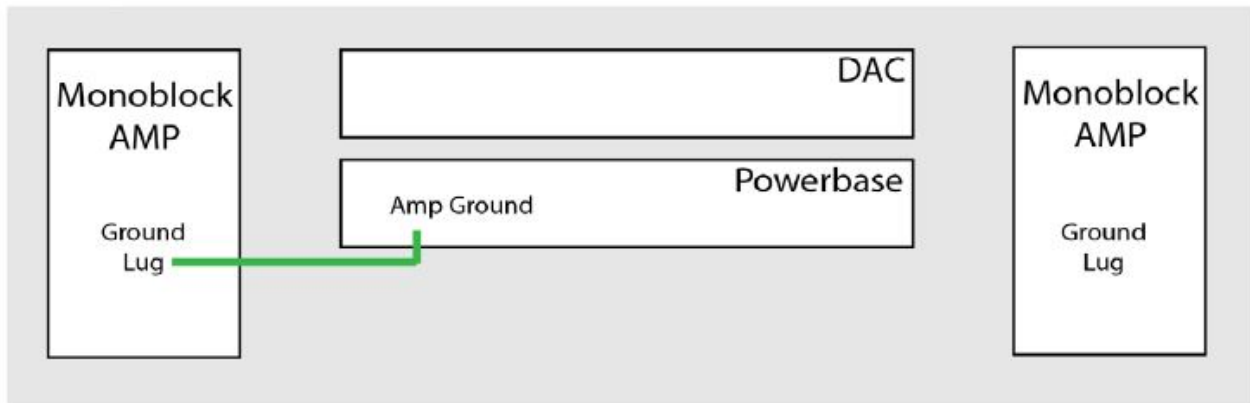 Monoblock
AMP
Ground
Lug
DAC
Powerbase
Amp Ground
Monoblock
AMP
Ground
Lug